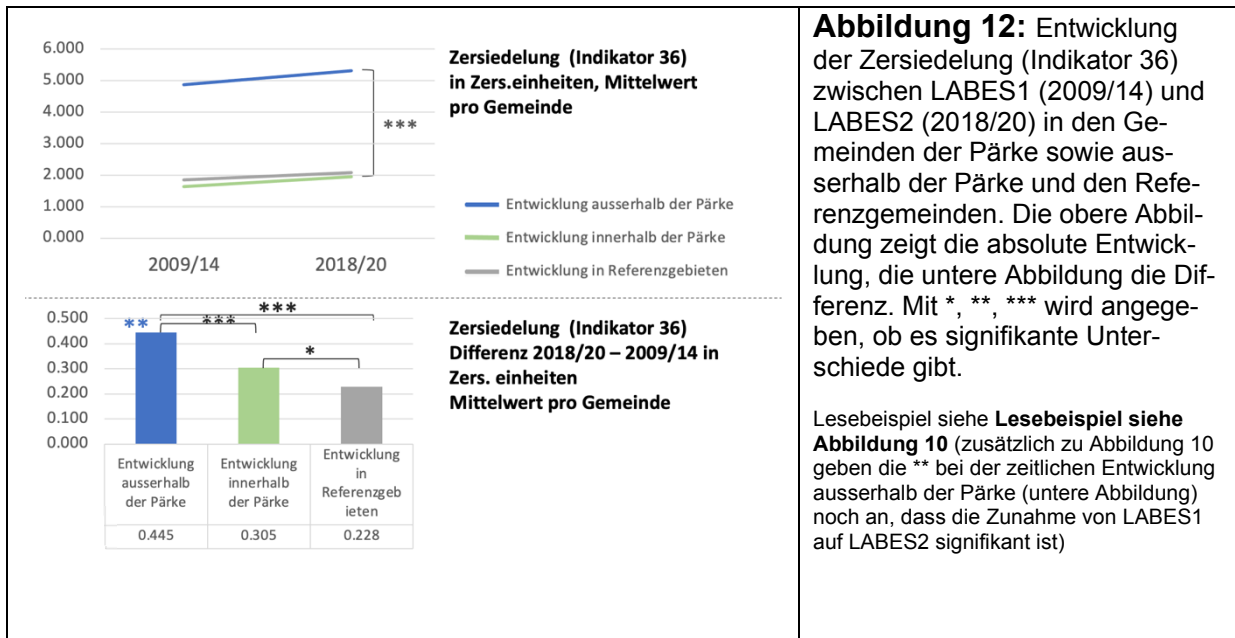 6.000
5.000
4.000
3.000
2.000
1.000
0.000
2009/14
2018/20
***
Zersiedelung (Indikator 36)
in Zers.einheiten, Mittelwert
pro Gemeinde
Entwicklung ausserhalb der Pärke
Entwicklung innerhalb der Pärke
Entwicklung in Referenzgebieten
0.500
0.400
0.300
0.200
0.100
0.000
**
***
***
*
Entwicklung
ausserhalb
der Pärke
Entwicklung
innerhalb
der Pärke
Entwicklung
in
Referenzgeb
ieten
0.445
0.305
0.228
Zersiedelung (Indikator 36)
Differenz 2018/20 – 2009/14 in
Zers. einheiten
Mittelwert pro Gemeinde
Abbildung 12: Entwicklung
der Zersiedelung (Indikator 36)
zwischen LABES1 (2009/14) und
LABES2 (2018/20) in den Ge-
meinden der Pärke sowie aus-
serhalb der Pärke und den Refe-
renzgemeinden. Die obere Abbil-
dung zeigt die absolute Entwick-
lung, die untere Abbildung die Dif-
ferenz. Mit *, **, *** wird angege-
ben, ob es signifikante Unter-
schiede gibt.
Lesebeispiel siehe Lesebeispiel siehe
Abbildung 10 (zusätzlich zu Abbildung 10
geben die ** bei der zeitlichen Entwicklung
ausserhalb der Pärke (untere Abbildung)
noch an, dass die Zunahme von LABES1
auf LABES2 signifikant ist)